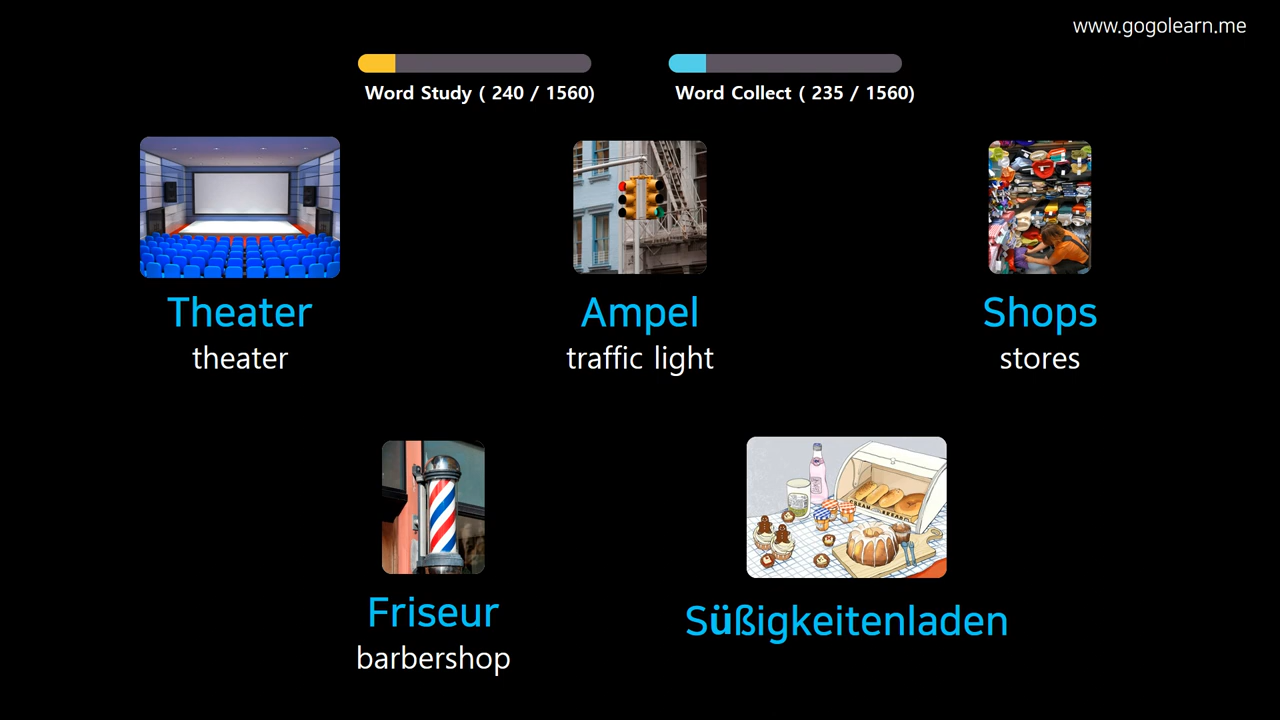 www.gogolearn.me
Word Study ( 240 / 1560)
Word Collect ( 235 / 1560)
Theater
theater
Ampel
traffic light
Shops
stores
Friseur
barbershop
Süßigkeitenladen